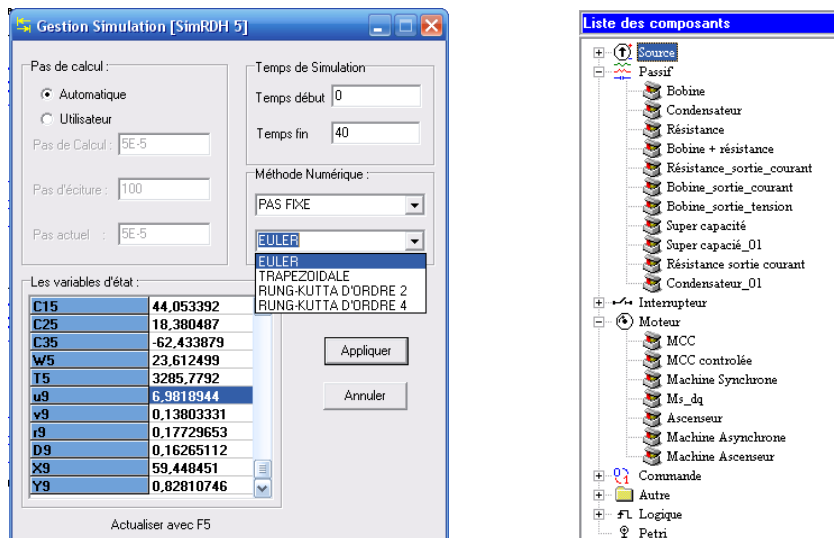 Gestion Simulation [SimRDH 5]
Pas de calcul :
Automatique
Utilisateur
Pas de Calcul : 5E-5
Pas d'éciture : 100
Pas actuel : 5E-5
Temps de Simulation
Temps début 0
Temps fin 40
Méthode Numérique :
PAS FIXE
EULER
EULER
TRAPEZOIDALE
RUNG-KUTTA D'ORDRE 2
RUNG-KUTTA D'ORDRE 4
Les variables d'état :
C15 44,053392
C25 18,380487
C35 -62,433879
W5 23,612499
T5 3285,7792
u9 6,9818944
v9 0,13803331
r9 0,17729653
D9 0,16265112
X9 59,448451
Y9 0,82810746
Appliquer
Annuler
Actualiser avec F5
Liste des composants
Source
Passif
Bobine
Condensateur
Résistance
Bobine + résistance
Résistance_sortie_courant
Bobine_sortie_courant
Bobine_sortie_tension
Super capacité
Super capacié_01
Résistance sortie courant
Condensateur_01
Interrupteur
Moteur
MCC
MCC controlée
Machine Synchrone
Ms_dq
Ascenseur
Machine Asynchrone
Machine Ascenseur
Commande
Autre
Logique
Petri